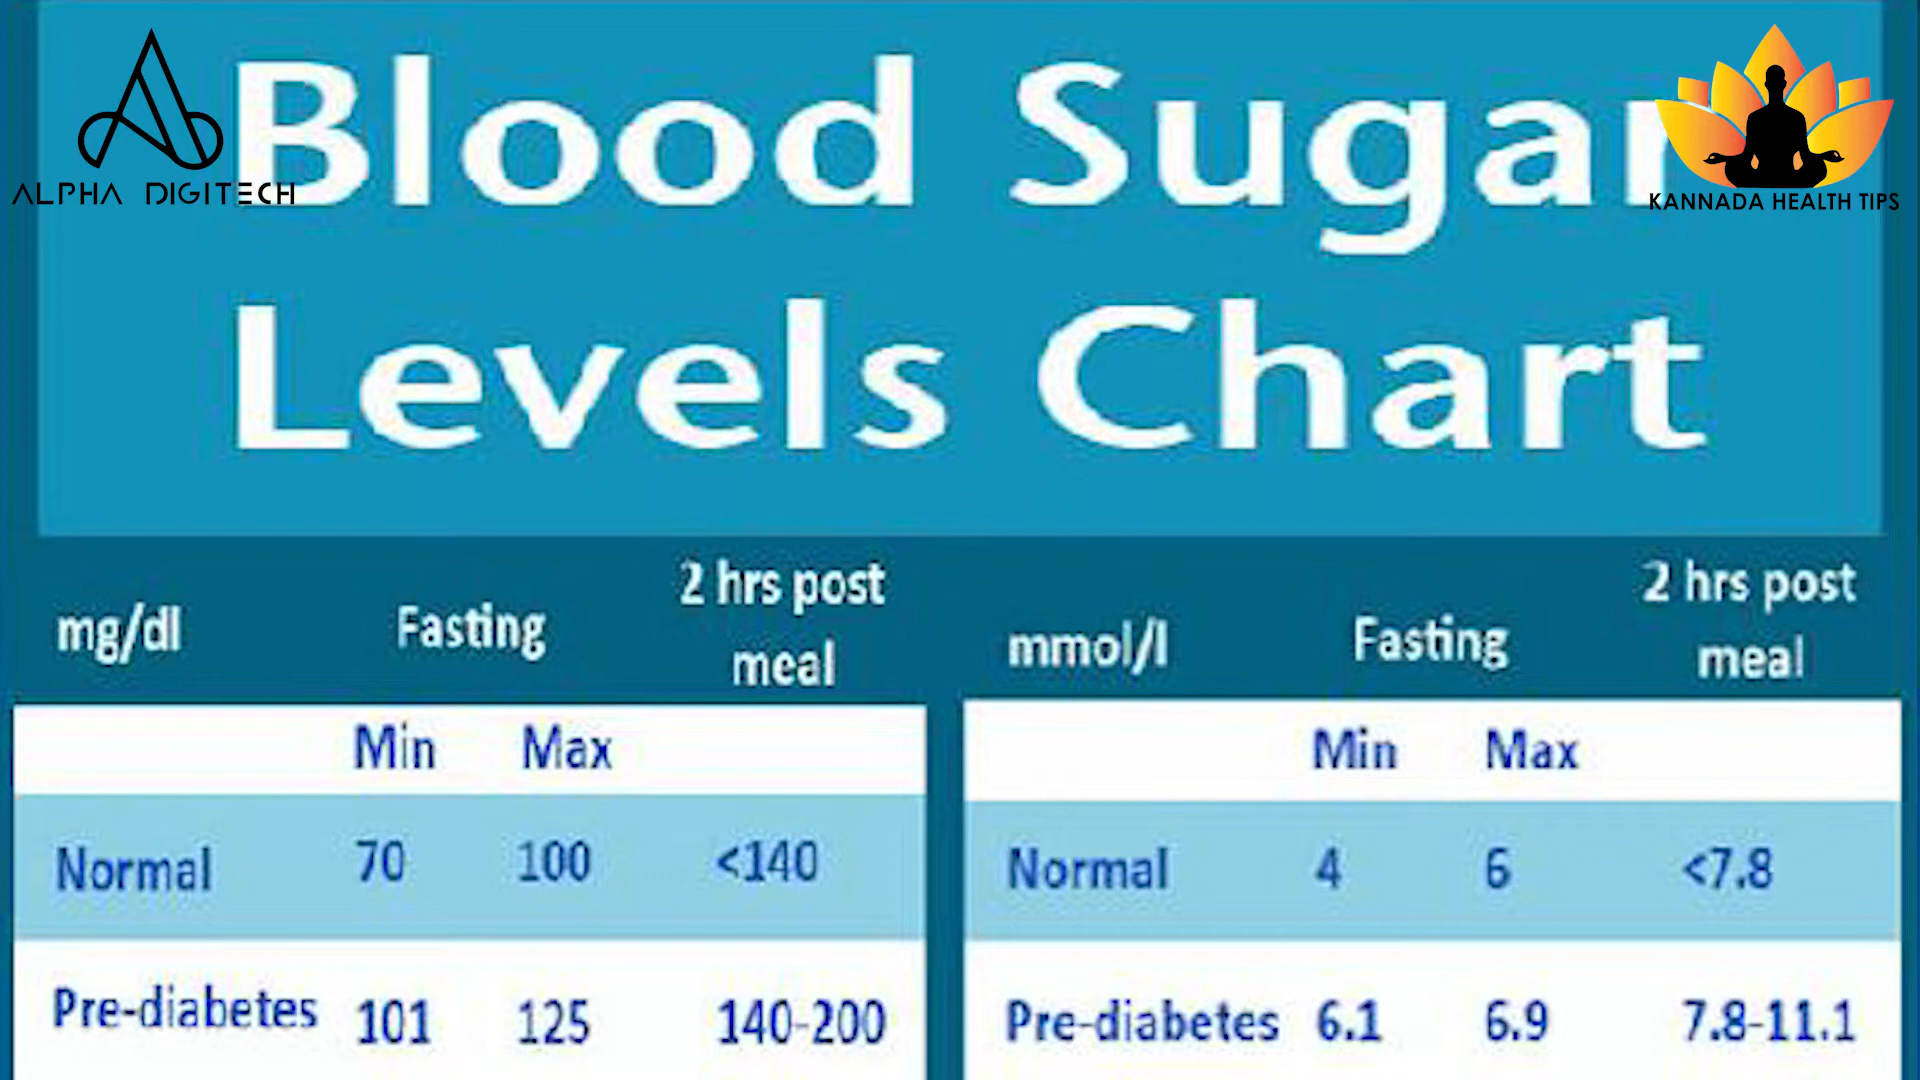 ALPHA DIGITECH
KANNADA HEALTH TIPS
Blood Sugar
Levels Chart
mg/dl Fasting 2 hrs post meal
Min Max
Normal 70 100 <140
Pre-diabetes 101 125 140-200
mmol/l Fasting 2 hrs post meal
Min Max
Normal 4 6 <7.8
Pre-diabetes 6.1 6.9 7.8-11.1